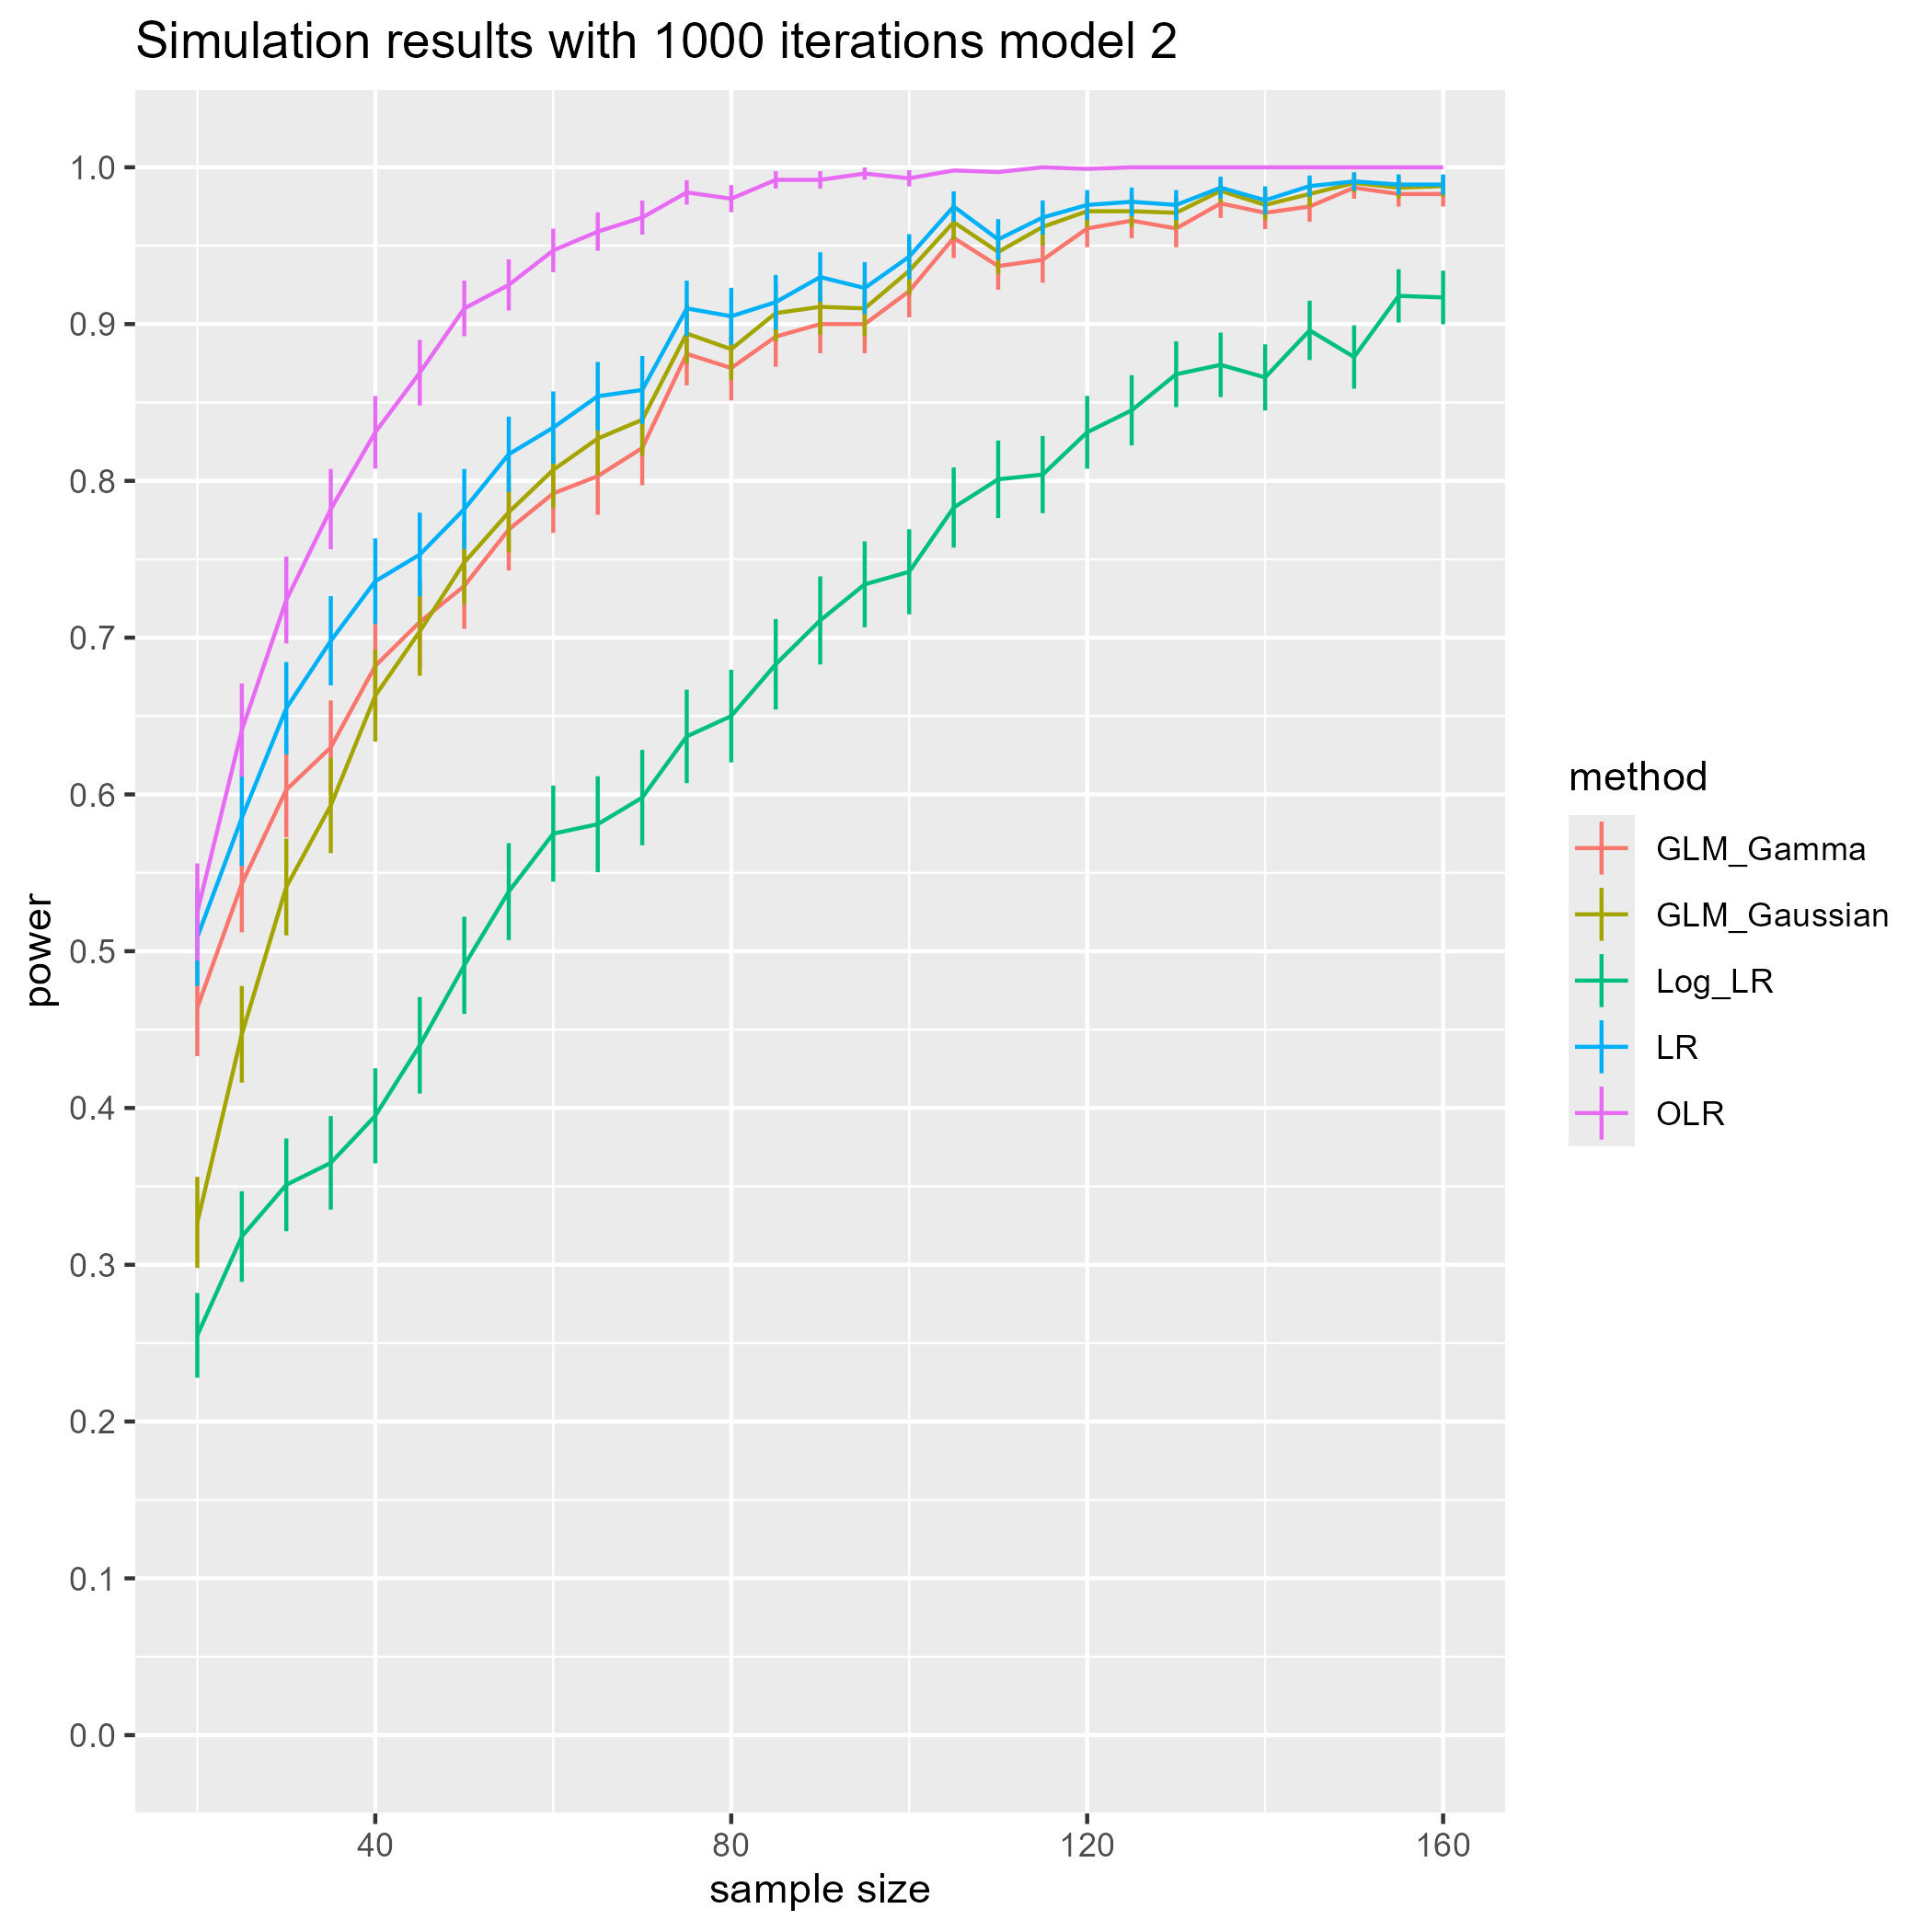 Simulation results with 1000 iterations model 2
1.0
0.9
0.8
0.7
0.6
0.5
0.4
0.3
0.2
0.1
0.0
power
40
80
120
160
sample size
method
GLM_Gamma
GLM_Gaussian
Log_LR
LR
OLR